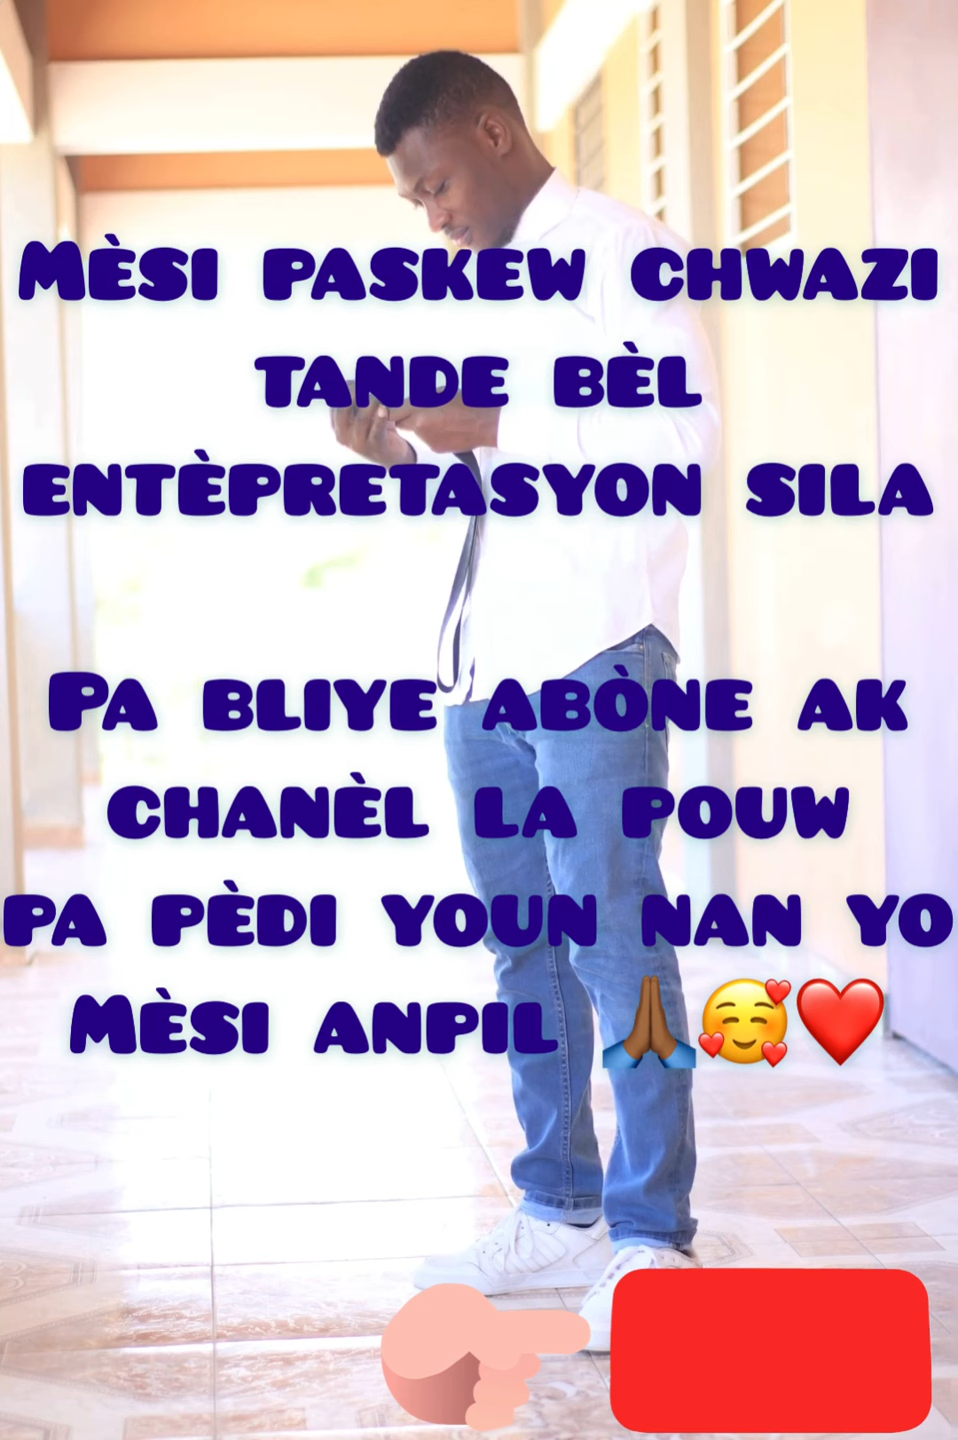 Mèsi paskew chwazi
tande bèl
entèpretasyon sila
Pa bliye abòne ak
chanèl la pouw
pa pèdi youn nan yo
Mèsi anpil 🙏🏾🥰❤️